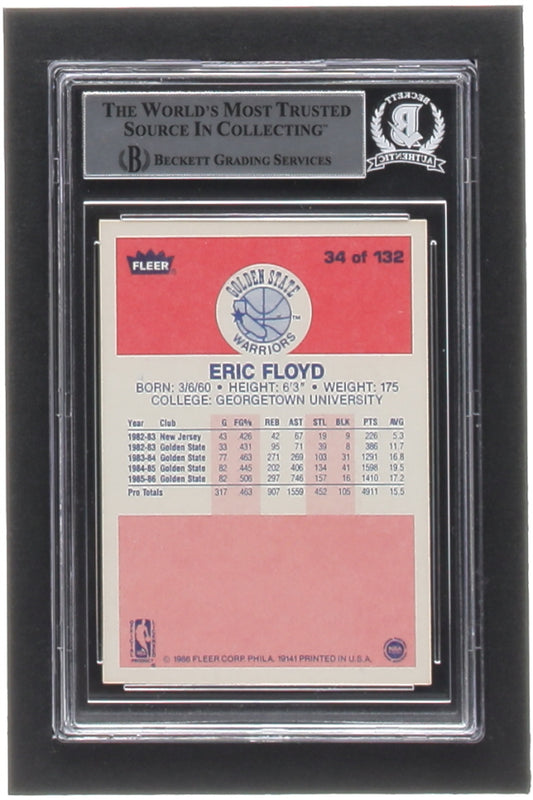 THE WORLD'S MOST TRUSTED
SOURCE IN COLLECTING™
B BECKETT GRADING SERVICES
BECKETT
B
AUTHENTIC
FLEER®
34 of 132
GOLDEN STATE
WARRIORS
™
ERIC FLOYD
BORN: 3/6/60 • HEIGHT: 6'3" • WEIGHT: 175
COLLEGE: GEORGETOWN UNIVERSITY
Year Club G FG% REB AST STL BLK PTS AVG
1982-83 New Jersey 43 .426 42 67 19 9 226 5.3
1982-83 Golden State 33 .431 95 71 39 8 386 11.7
1983-84 Golden State 77 .463 271 269 103 31 1291 16.8
1984-85 Golden State 82 .445 202 406 134 41 1598 19.5
1985-86 Golden State 82 .506 297 746 157 16 1410 17.2
Pro Totals 317 .463 907 1559 452 105 4911 15.5
NBA
PRODUCT
© 1986 FLEER CORP. PHILA. 19141 PRINTED IN U.S.A.